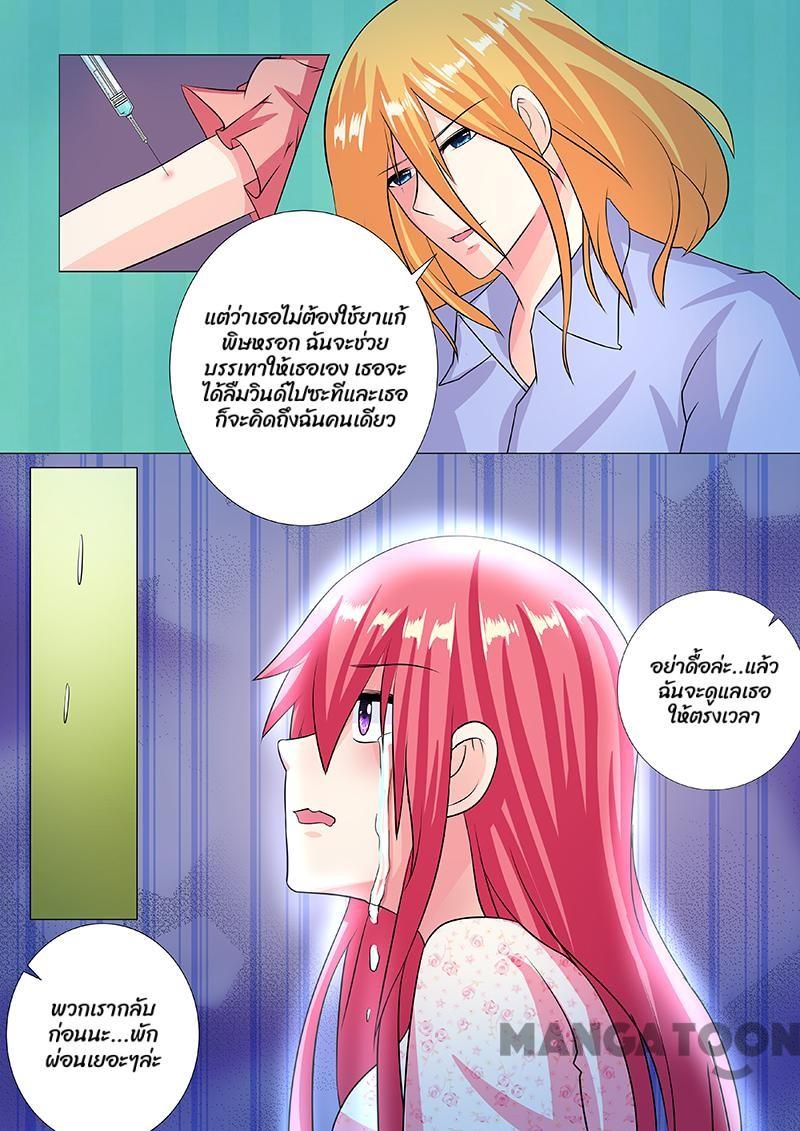 แต่ว่าเธอไม่ต้องใช้ยาแก้
พิษหรอก ฉันจะช่วย
บรรเทาให้เธอเอง เธอจะ
ได้ลืมวินด์ไปซะทีและเธอ
ก็จะคิดถึงฉันคนเดียว
อย่าดื้อล่ะ..แล้ว
ฉันจะดูแลเธอ
ให้ตรงเวลา
พวกเรากลับ
ก่อนนะ...พัก
ผ่อนเยอะๆล่ะ
MANGA TOON